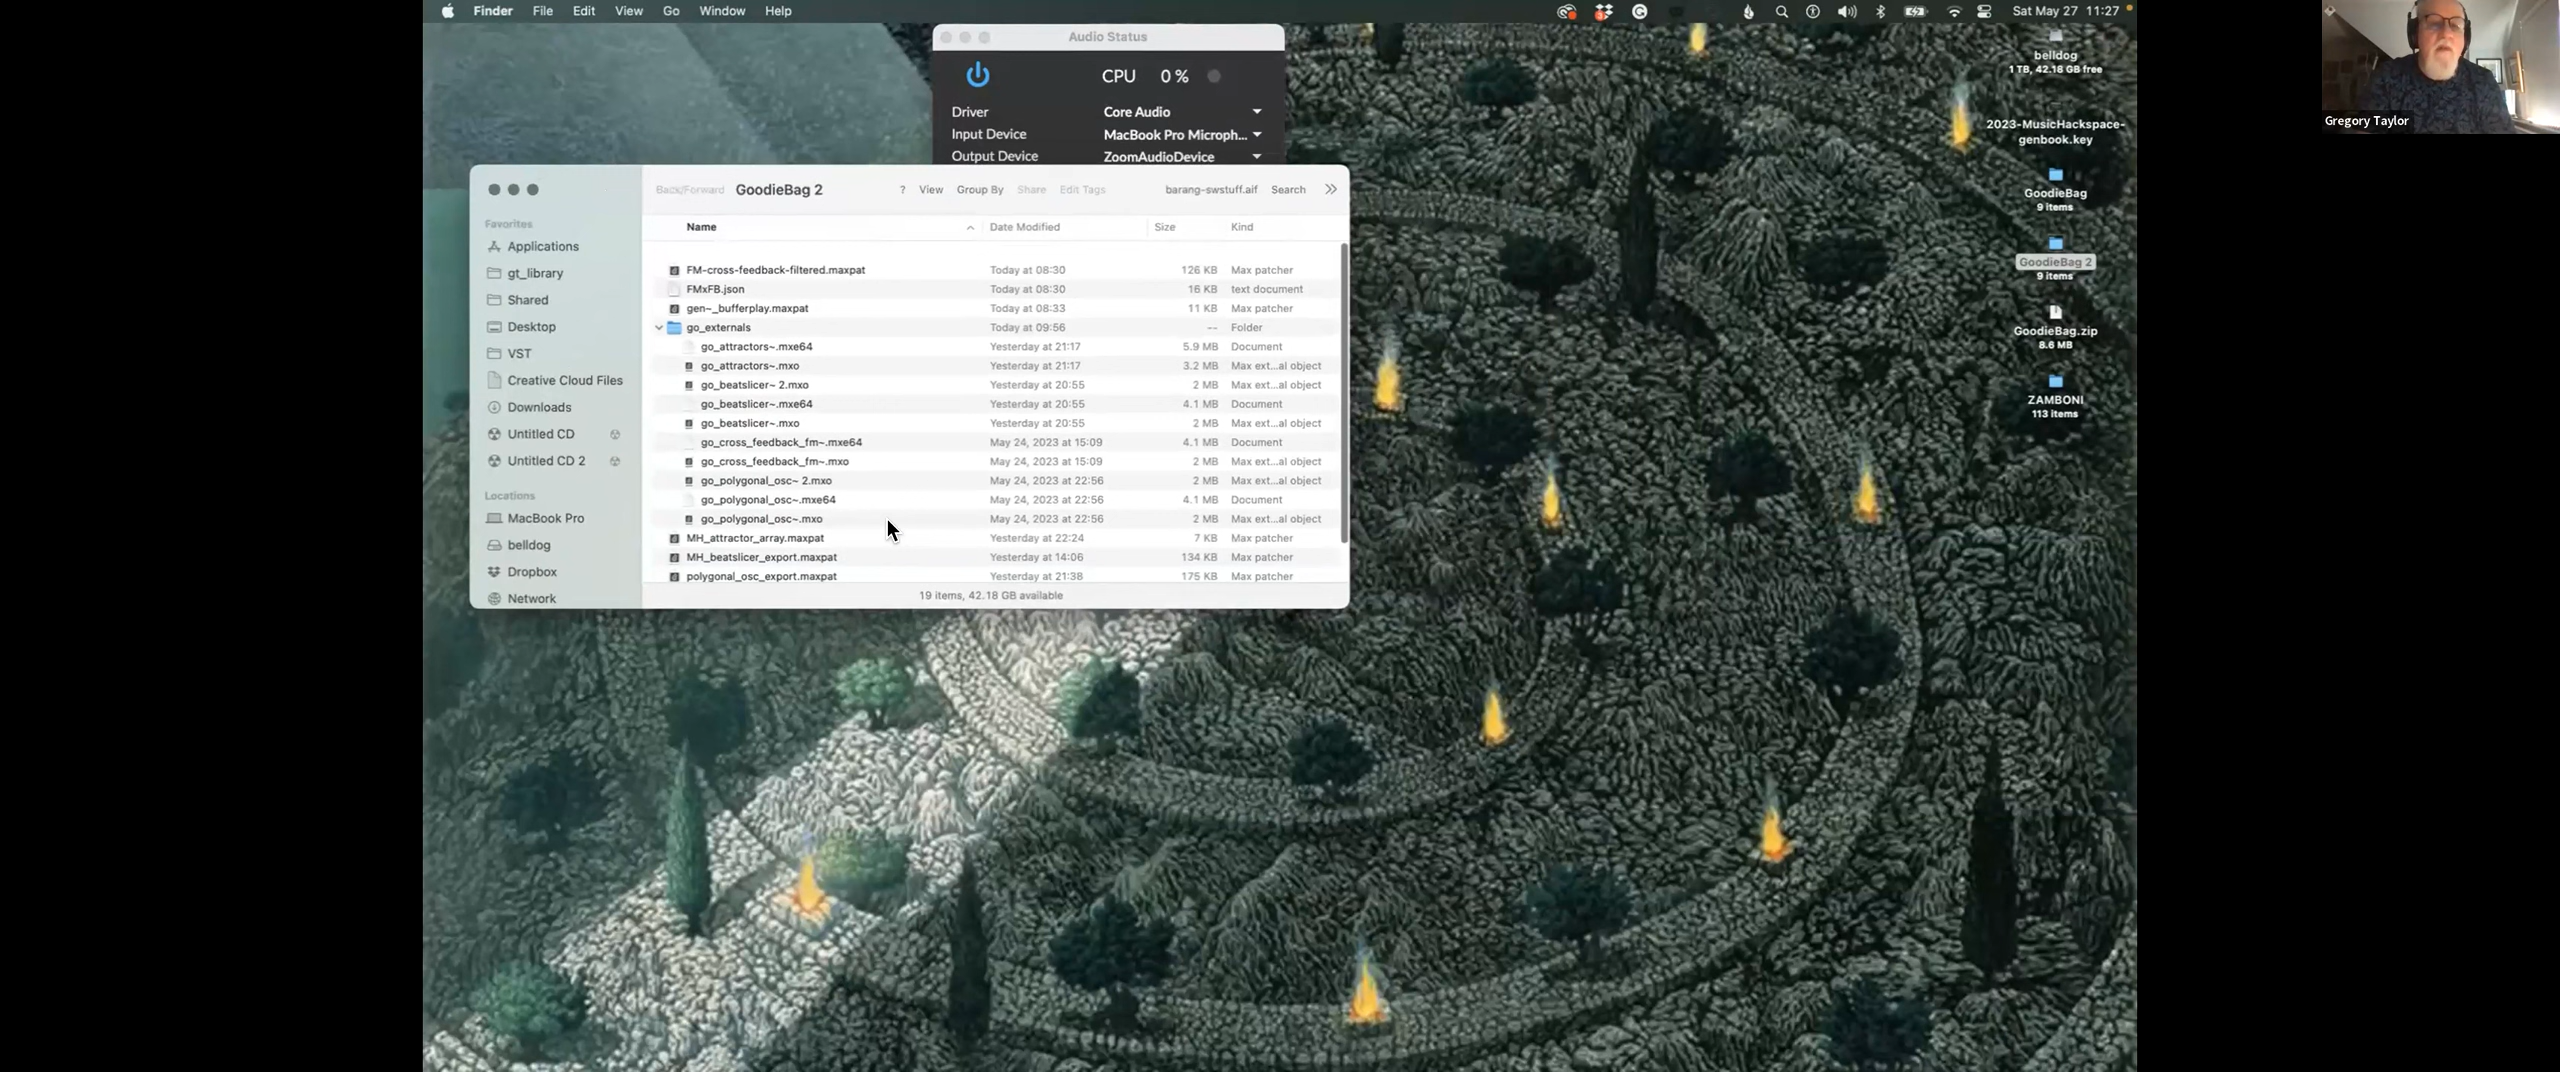 Finder File Edit View Go Window Help
Sat May 27 11:27
Audio Status
CPU 0 %
Driver Core Audio
Input Device MacBook Pro Microph...
Output Device ZoomAudioDevice
Back/Forward GoodieBag 2 ? View Group By Share Edit Tags barang-swstuff.aif Search
Favorites
Applications
gt_library
Shared
Desktop
VST
Creative Cloud Files
Downloads
Untitled CD
Untitled CD 2
Locations
MacBook Pro
belldog
Dropbox
Network
Name Date Modified Size Kind
FM-cross-feedback-filtered.maxpat Today at 08:30 126 KB Max patcher
FMxFB.json Today at 08:30 16 KB text document
gen~_bufferplay.maxpat Today at 08:33 11 KB Max patcher
go_externals Today at 09:56 -- Folder
go_attractors~.mxe64 Yesterday at 21:17 5.9 MB Document
go_attractors~.mxo Yesterday at 21:17 3.2 MB Max ext...al object
go_beatslicer~ 2.mxo Yesterday at 20:55 2 MB Max ext...al object
go_beatslicer~.mxe64 Yesterday at 20:55 4.1 MB Document
go_beatslicer~.mxo Yesterday at 20:55 2 MB Max ext...al object
go_cross_feedback_fm~.mxe64 May 24, 2023 at 15:09 4.1 MB Document
go_cross_feedback_fm~.mxo May 24, 2023 at 15:09 2 MB Max ext...al object
go_polygonal_osc~ 2.mxo May 24, 2023 at 22:56 2 MB Max ext...al object
go_polygonal_osc~.mxe64 May 24, 2023 at 22:56 4.1 MB Document
go_polygonal_osc~.mxo May 24, 2023 at 22:56 2 MB Max ext...al object
MH_attractor_array.maxpat Yesterday at 22:24 7 KB Max patcher
MH_beatslicer_export.maxpat Yesterday at 14:06 134 KB Max patcher
polygonal_osc_export.maxpat Yesterday at 21:38 175 KB Max patcher
19 items, 42.18 GB available
belldog
1 TB, 42.18 GB free
2023-MusicHackspace-
genbook.key
GoodieBag
9 items
GoodieBag 2
9 items
GoodieBag.zip
8.6 MB
ZAMBONI
113 items
Gregory Taylor